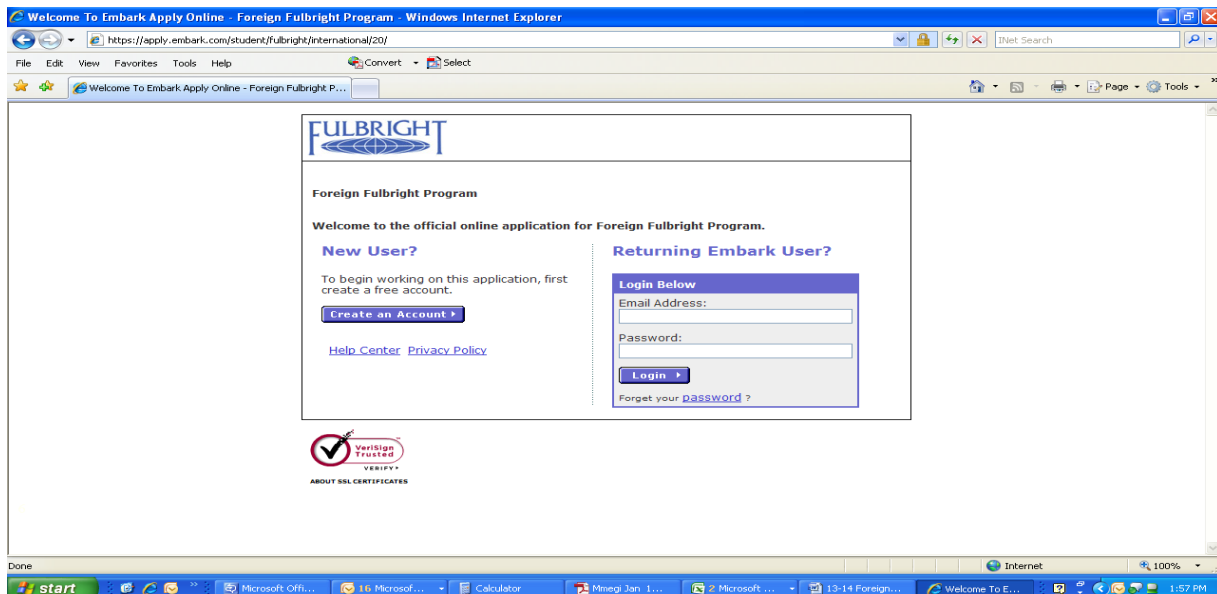 Welcome To Embark Apply Online - Foreign Fulbright Program - Windows Internet Explorer
https://apply.embark.com/student/fulbright/international/20/
INet Search
File Edit View Favorites Tools Help Convert Select
Welcome To Embark Apply Online - Foreign Fulbright P... Page Tools
FULBRIGHT
Foreign Fulbright Program
Welcome to the official online application for Foreign Fulbright Program.
New User?
To begin working on this application, first
create a free account.
Create an Account
Help Center Privacy Policy
Returning Embark User?
Login Below
Email Address:
Password:
Login
Forget your password ?
VeriSign
Trusted
VERIFY
ABOUT SSL CERTIFICATES
Done Internet 100%
start Microsoft Offi... 16 Microsof... Calculator Mmegi Jan 1... 2 Microsoft ... 13-14 Foreign... Welcome To E... 1:57 PM